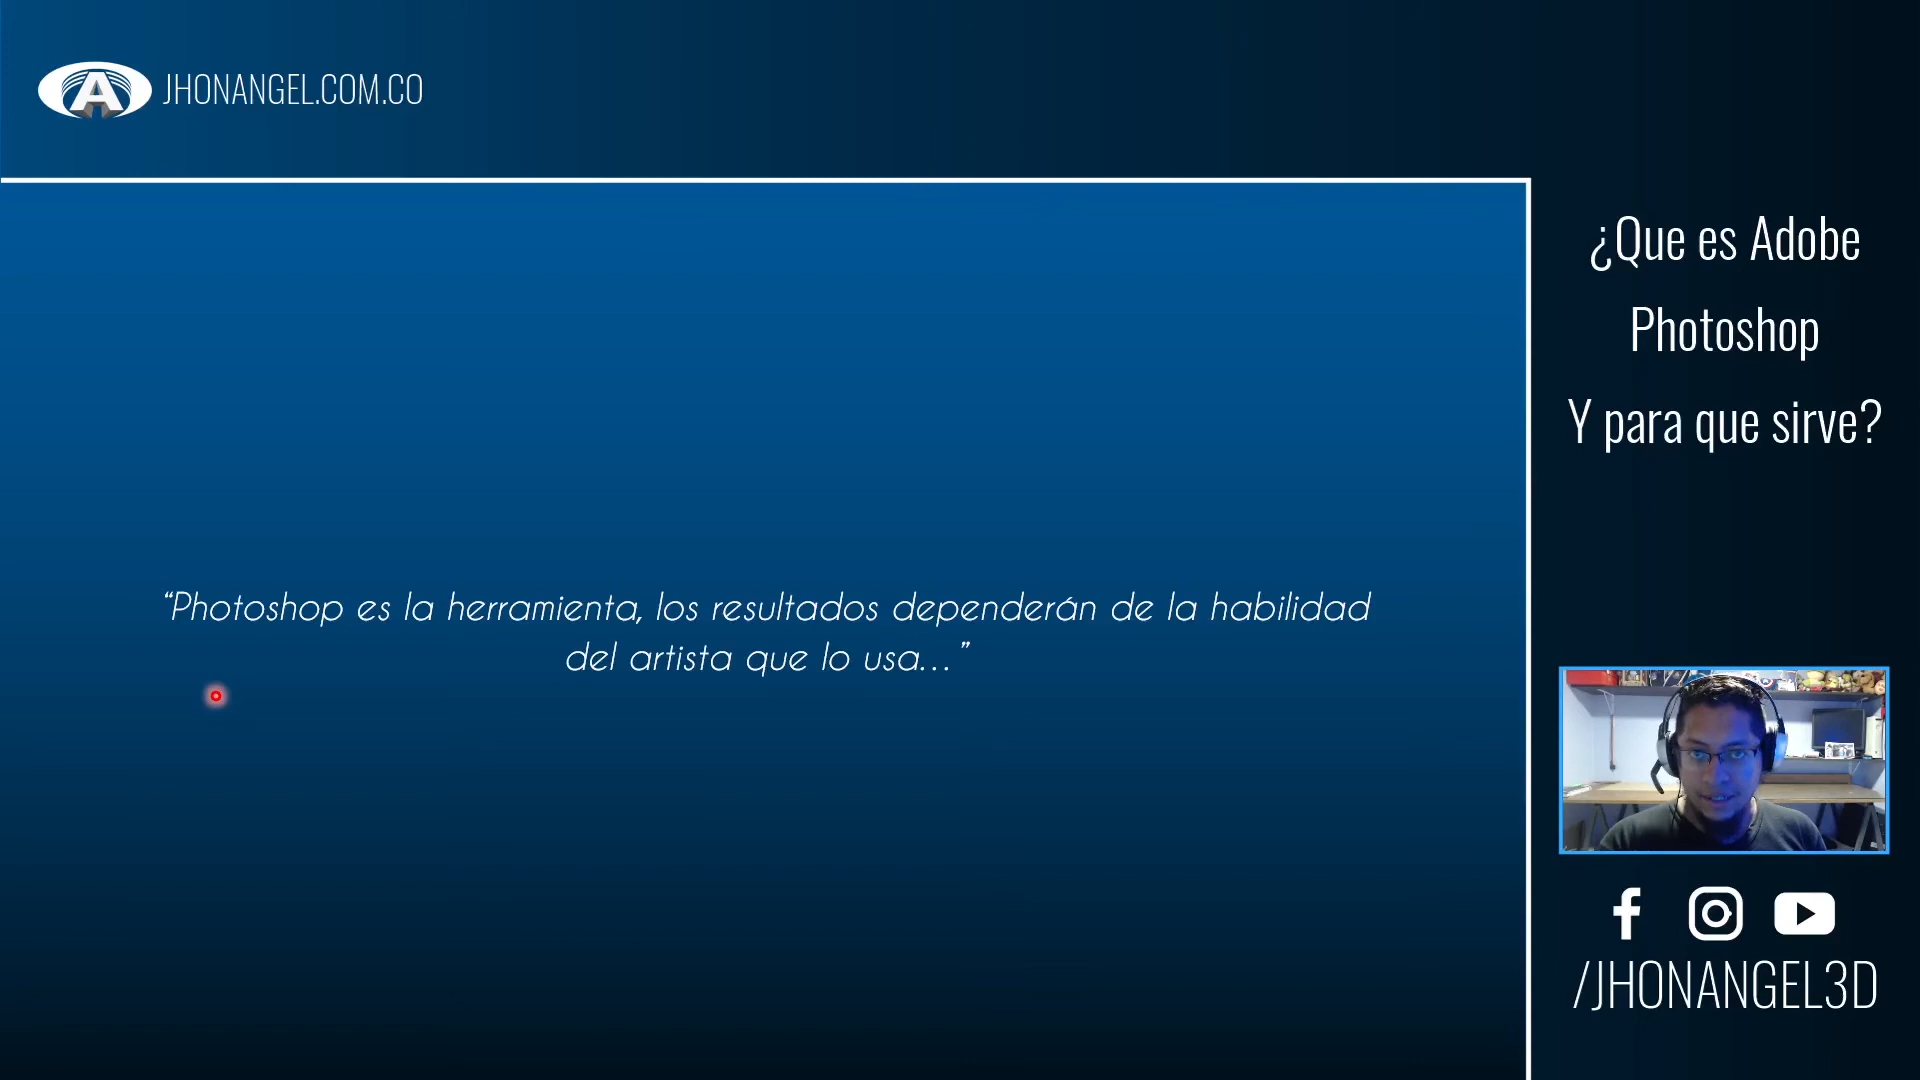 JHONANGEL.COM.CO
¿Que es Adobe
Photoshop
Y para que sirve?
“Photoshop es la herramienta, los resultados dependerán de la habilidad
del artista que lo usa...”
/JHONANGEL3D